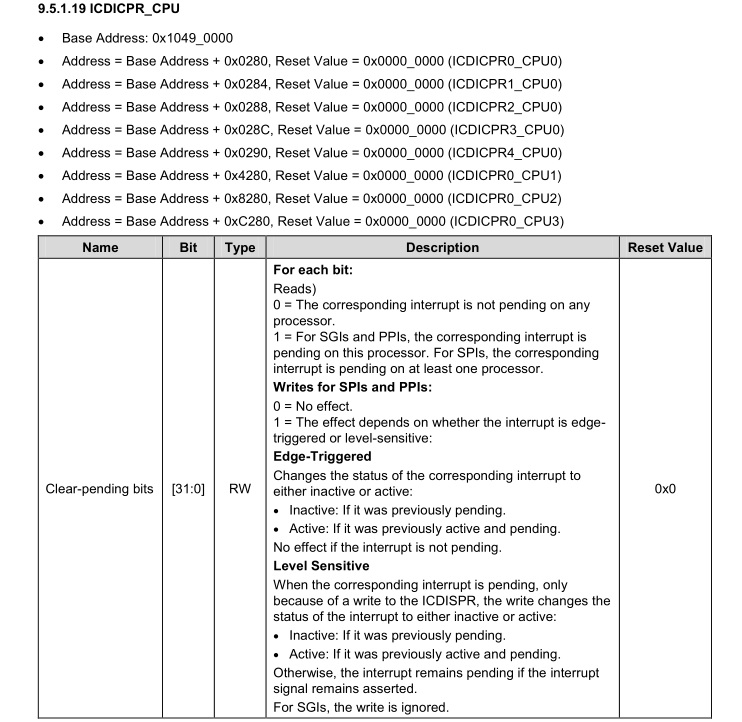 9.5.1.19 ICDICPR_CPU
• Base Address: 0x1049_0000
• Address = Base Address + 0x0280, Reset Value = 0x0000_0000 (ICDICPR0_CPU0)
• Address = Base Address + 0x0284, Reset Value = 0x0000_0000 (ICDICPR1_CPU0)
• Address = Base Address + 0x0288, Reset Value = 0x0000_0000 (ICDICPR2_CPU0)
• Address = Base Address + 0x028C, Reset Value = 0x0000_0000 (ICDICPR3_CPU0)
• Address = Base Address + 0x0290, Reset Value = 0x0000_0000 (ICDICPR4_CPU0)
• Address = Base Address + 0x4280, Reset Value = 0x0000_0000 (ICDICPR0_CPU1)
• Address = Base Address + 0x8280, Reset Value = 0x0000_0000 (ICDICPR0_CPU2)
• Address = Base Address + 0xC280, Reset Value = 0x0000_0000 (ICDICPR0_CPU3)
Name Bit Type Description Reset Value
Clear-pending bits [31:0] RW
For each bit:
Reads)
0 = The corresponding interrupt is not pending on any
processor.
1 = For SGIs and PPIs, the corresponding interrupt is
pending on this processor. For SPIs, the corresponding
interrupt is pending on at least one processor.
Writes for SPIs and PPIs:
0 = No effect.
1 = The effect depends on whether the interrupt is edge-
triggered or level-sensitive:
Edge-Triggered
Changes the status of the corresponding interrupt to
either inactive or active:
• Inactive: If it was previously pending.
• Active: If it was previously active and pending.
No effect if the interrupt is not pending.
Level Sensitive
When the corresponding interrupt is pending, only
because of a write to the ICDISPR, the write changes the
status of the interrupt to either inactive or active:
• Inactive: If it was previously pending.
• Active: If it was previously active and pending.
Otherwise, the interrupt remains pending if the interrupt
signal remains asserted.
For SGIs, the write is ignored.
0x0